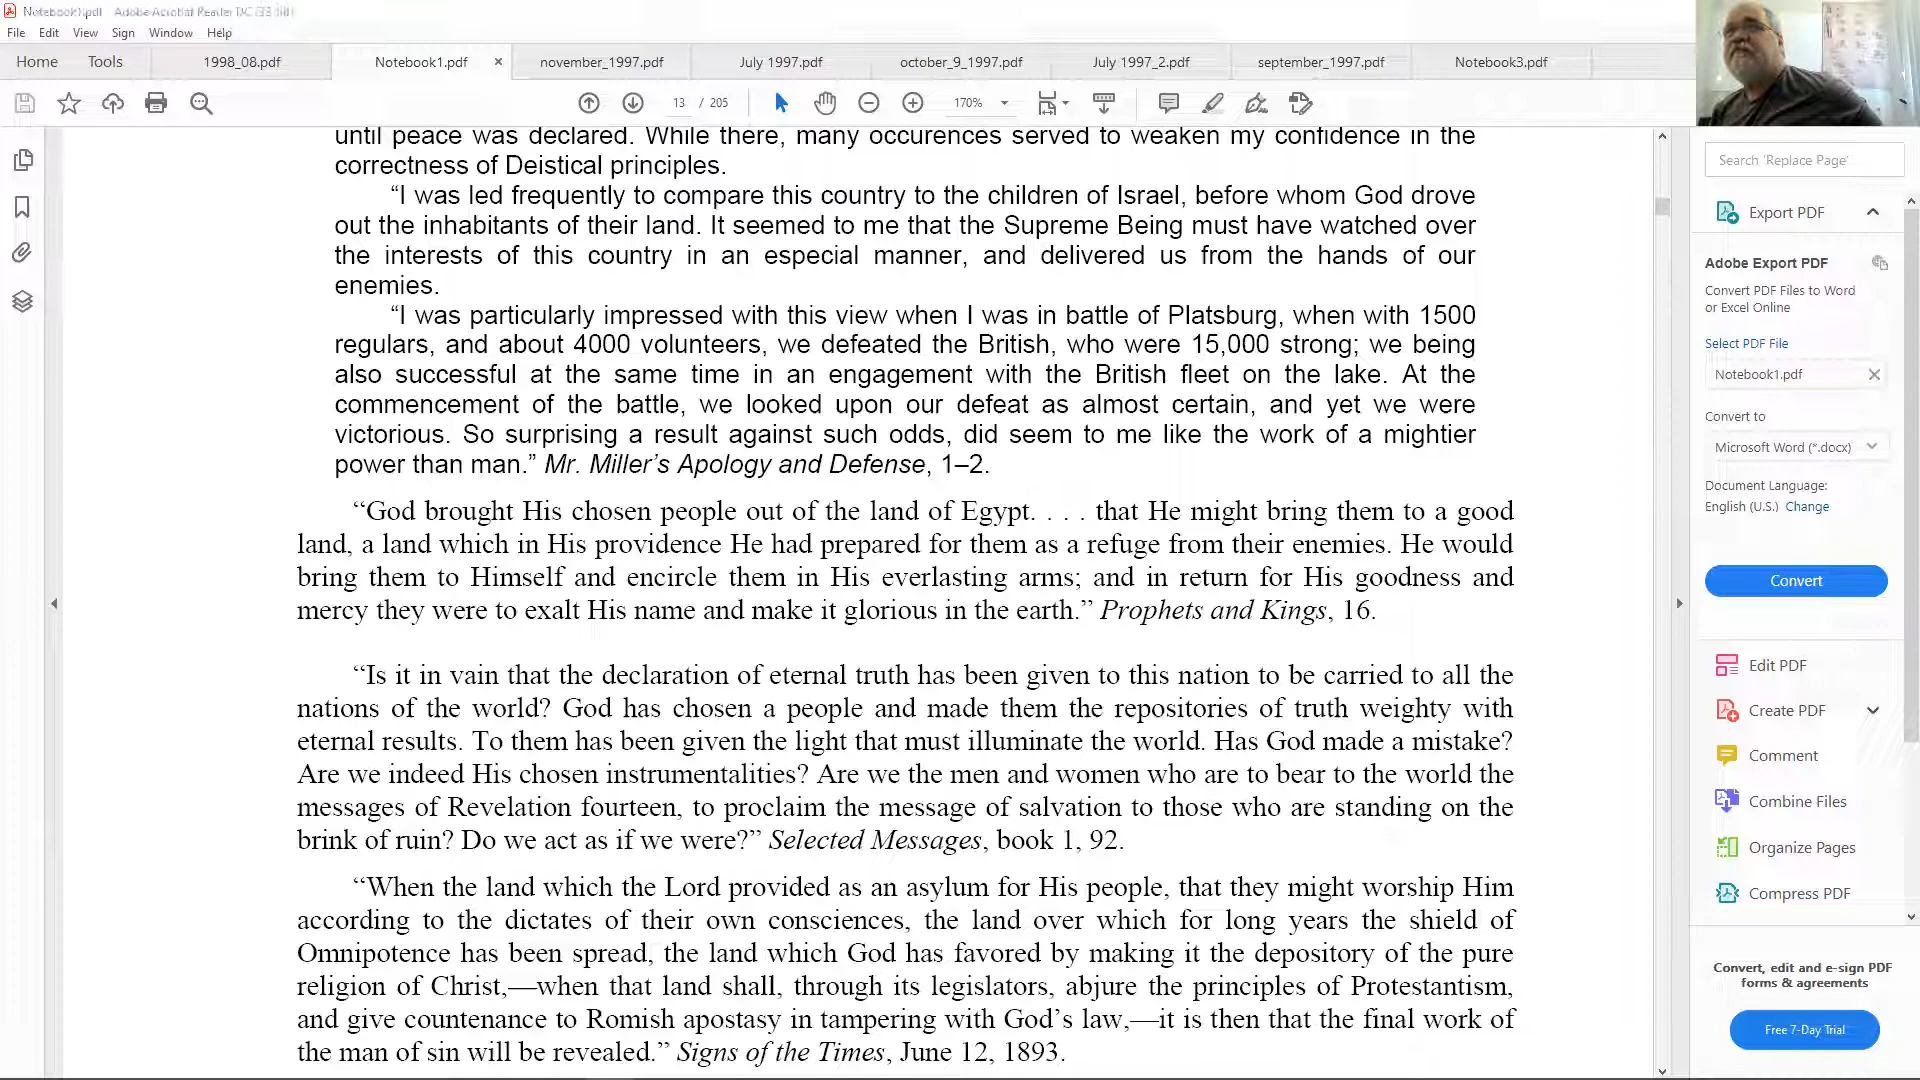 Notebook1.pdf - Adobe Acrobat Reader DC (32-bit)
File Edit View Sign Window Help
Home Tools 1998_08.pdf Notebook1.pdf × november_1997.pdf July 1997.pdf october_9_1997.pdf July 1997_2.pdf september_1997.pdf Notebook3.pdf
13 / 205 170%
until peace was declared. While there, many occurences served to weaken my confidence in the
correctness of Deistical principles.
“I was led frequently to compare this country to the children of Israel, before whom God drove
out the inhabitants of their land. It seemed to me that the Supreme Being must have watched over
the interests of this country in an especial manner, and delivered us from the hands of our
enemies.
“I was particularly impressed with this view when I was in battle of Platsburg, when with 1500
regulars, and about 4000 volunteers, we defeated the British, who were 15,000 strong; we being
also successful at the same time in an engagement with the British fleet on the lake. At the
commencement of the battle, we looked upon our defeat as almost certain, and yet we were
victorious. So surprising a result against such odds, did seem to me like the work of a mightier
power than man.” Mr. Miller’s Apology and Defense, 1–2.
“God brought His chosen people out of the land of Egypt. . . . that He might bring them to a good
land, a land which in His providence He had prepared for them as a refuge from their enemies. He would
bring them to Himself and encircle them in His everlasting arms; and in return for His goodness and
mercy they were to exalt His name and make it glorious in the earth.” Prophets and Kings, 16.
“Is it in vain that the declaration of eternal truth has been given to this nation to be carried to all the
nations of the world? God has chosen a people and made them the repositories of truth weighty with
eternal results. To them has been given the light that must illuminate the world. Has God made a mistake?
Are we indeed His chosen instrumentalities? Are we the men and women who are to bear to the world the
messages of Revelation fourteen, to proclaim the message of salvation to those who are standing on the
brink of ruin? Do we act as if we were?” Selected Messages, book 1, 92.
“When the land which the Lord provided as an asylum for His people, that they might worship Him
according to the dictates of their own consciences, the land over which for long years the shield of
Omnipotence has been spread, the land which God has favored by making it the depository of the pure
religion of Christ,—when that land shall, through its legislators, abjure the principles of Protestantism,
and give countenance to Romish apostasy in tampering with God’s law,—it is then that the final work of
the man of sin will be revealed.” Signs of the Times, June 12, 1893.
Search 'Replace Page'
Export PDF
Adobe Export PDF
Convert PDF Files to Word
or Excel Online
Select PDF File
Notebook1.pdf
Convert to
Microsoft Word (*.docx)
Document Language:
English (U.S.) Change
Convert
Edit PDF
Create PDF
Comment
Combine Files
Organize Pages
Compress PDF
Convert, edit and e-sign PDF
forms & agreements
Free 7-Day Trial